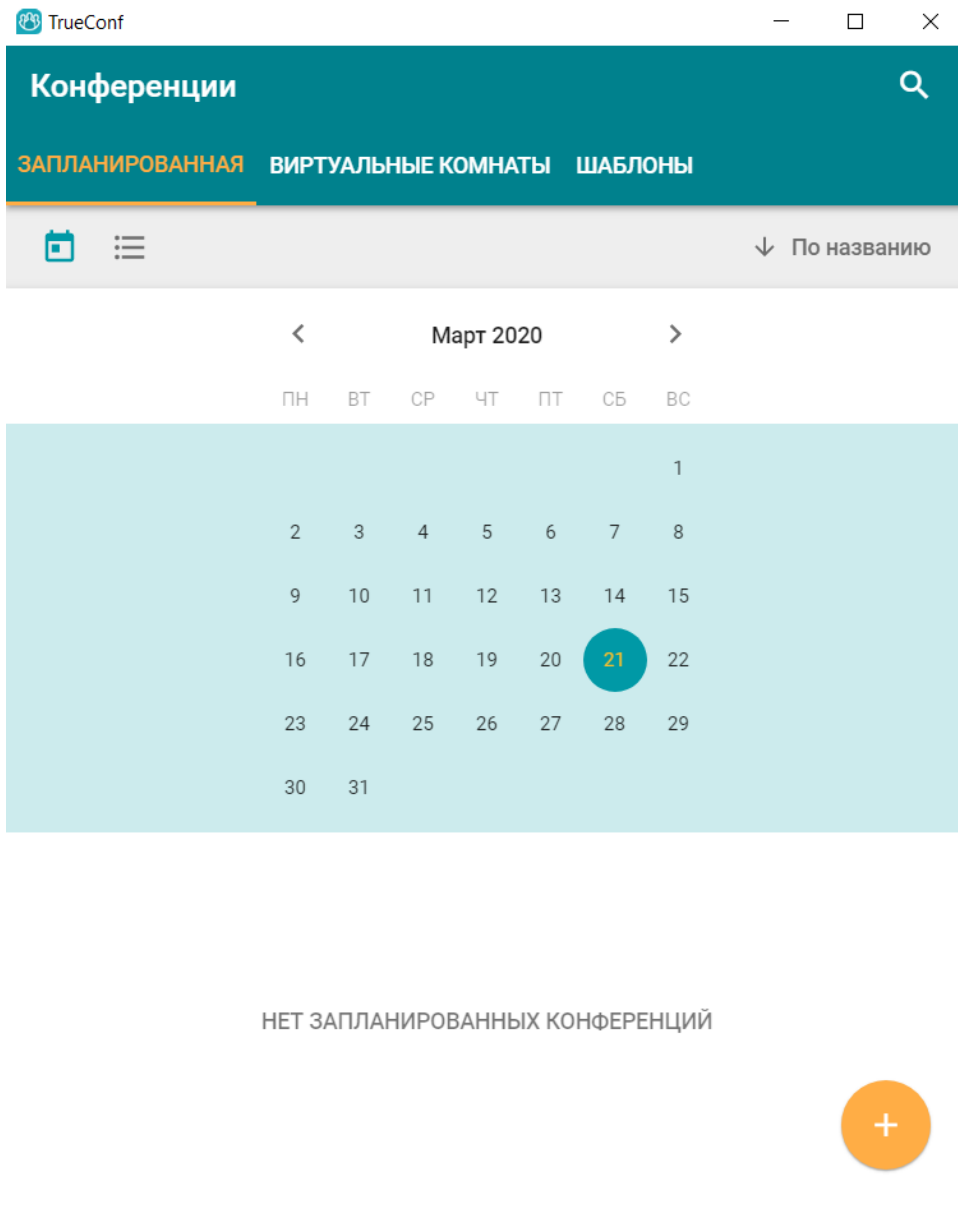 TrueConf
Конференции
ЗАПЛАНИРОВАННАЯ ВИРТУАЛЬНЫЕ КОМНАТЫ ШАБЛОНЫ
По названию
Март 2020
ПН ВТ СР ЧТ ПТ СБ ВС
1
2 3 4 5 6 7 8
9 10 11 12 13 14 15
16 17 18 19 20 21 22
23 24 25 26 27 28 29
30 31
НЕТ ЗАПЛАНИРОВАННЫХ КОНФЕРЕНЦИЙ